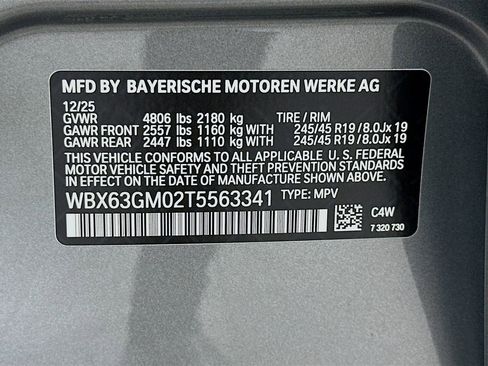 MFD BY BAYERISCHE MOTOREN WERKE AG
12/25
GVWR 4806 lbs 2180 kg TIRE / RIM
GAWR FRONT 2557 lbs 1160 kg WITH 245/45 R19 / 8.0Jx 19
GAWR REAR 2447 lbs 1110 kg WITH 245/45 R19 / 8.0Jx 19
THIS VEHICLE CONFORMS TO ALL APPLICABLE U. S. FEDERAL
MOTOR VEHICLE SAFETY, BUMPER, AND THEFT PREVENTION
STANDARDS IN EFFECT ON THE DATE OF MANUFACTURE SHOWN ABOVE.
WBX63GM02T5563341 TYPE: MPV
C4W
7 320 730